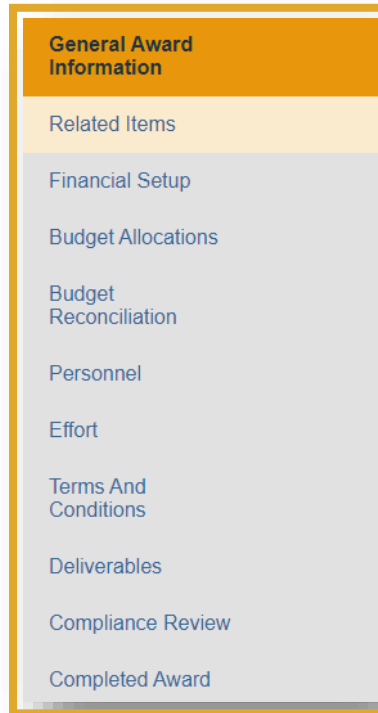 General Award
Information
Related Items
Financial Setup
Budget Allocations
Budget
Reconciliation
Personnel
Effort
Terms And
Conditions
Deliverables
Compliance Review
Completed Award